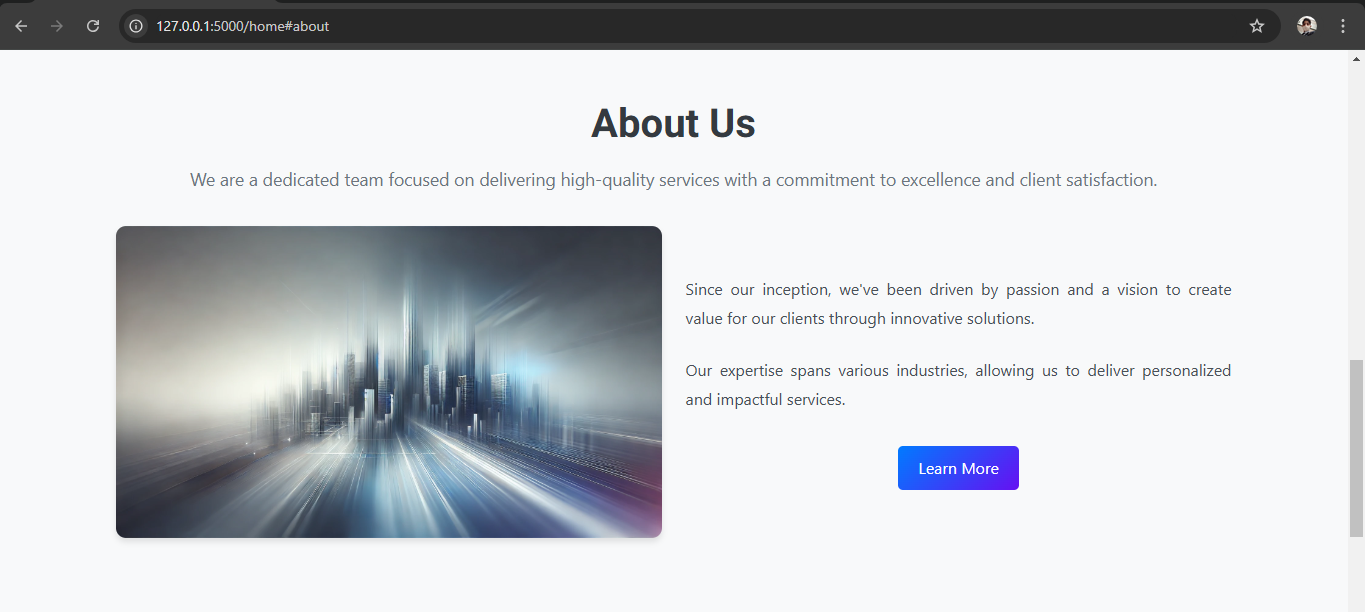 127.0.0.1:5000/home#about
About Us
We are a dedicated team focused on delivering high-quality services with a commitment to excellence and client satisfaction.
Since our inception, we've been driven by passion and a vision to create
value for our clients through innovative solutions.
Our expertise spans various industries, allowing us to deliver personalized
and impactful services.
Learn More